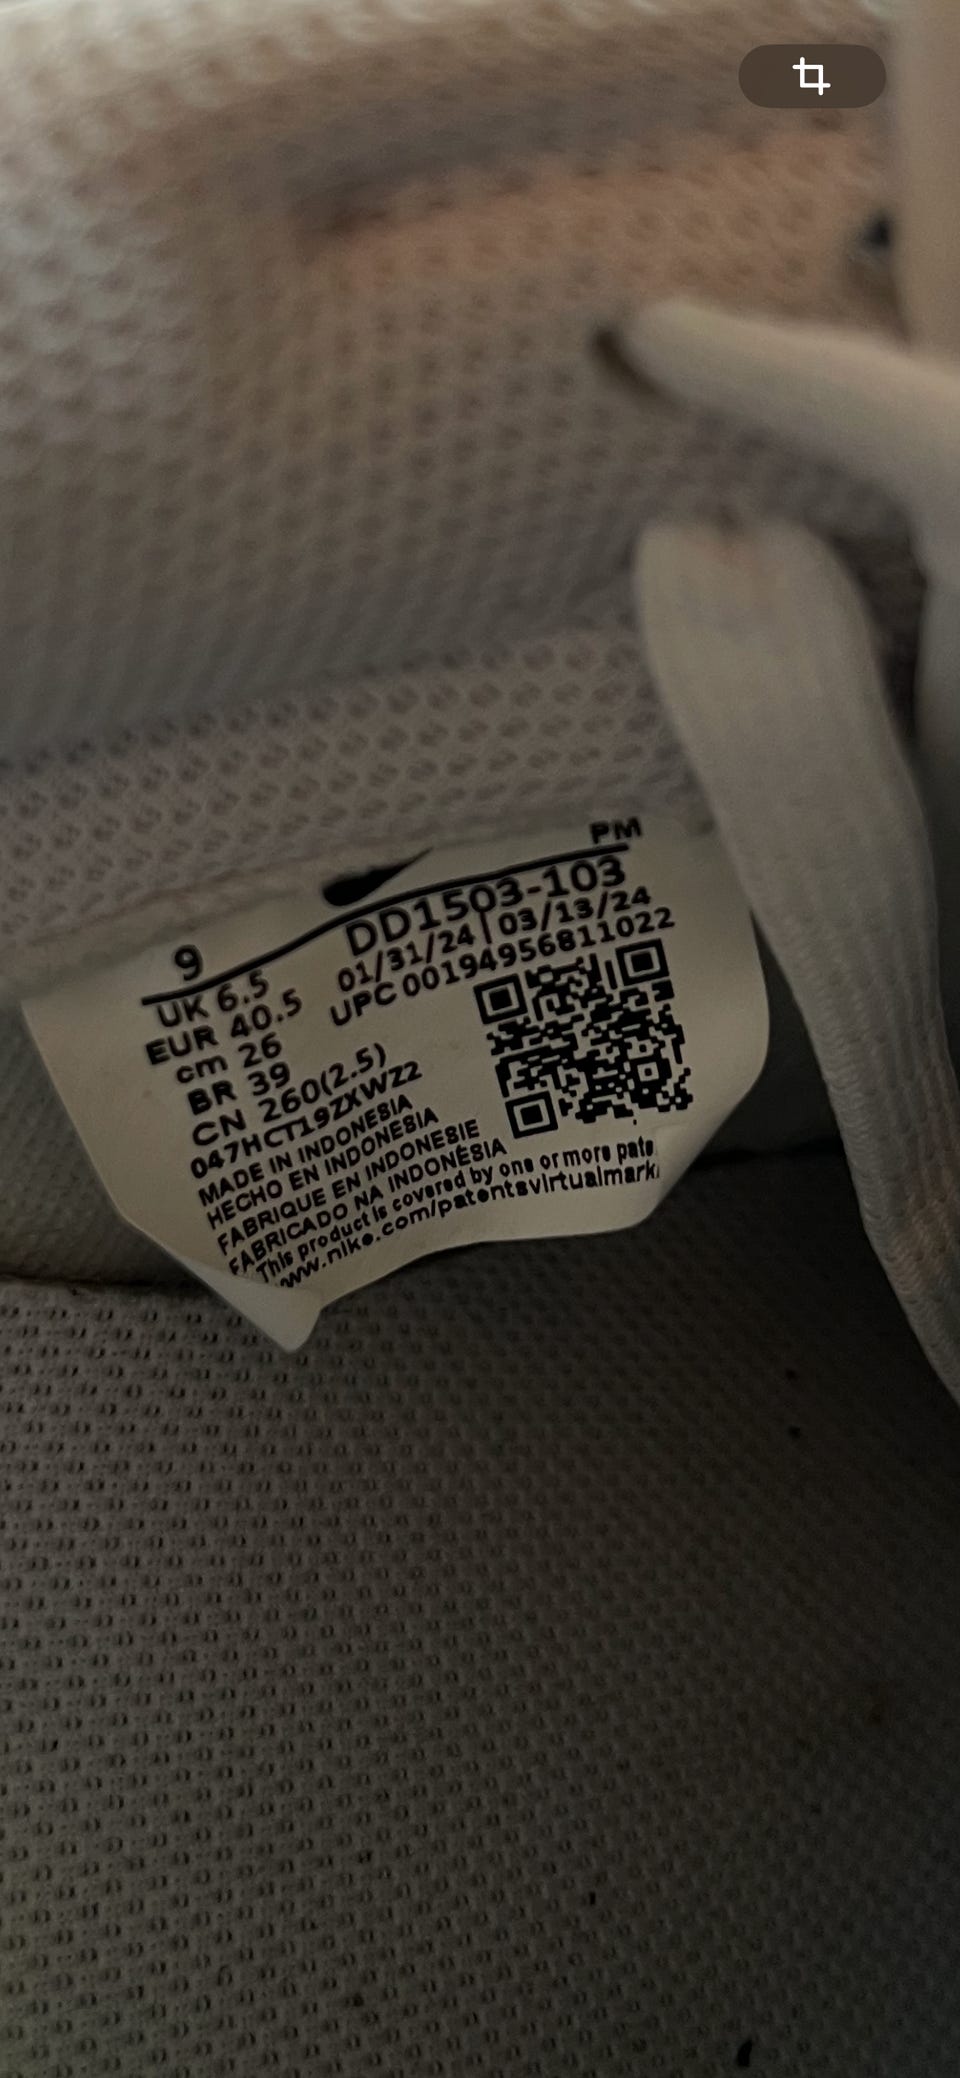 PM
9
DD1503-103
UK 6.5
01/31/24 | 03/13/24
EUR 40.5
UPC 00194956811022
cm 26
BR 39
CN 260(2.5)
047HCT19ZXWZ2
MADE IN INDONESIA
HECHO EN INDONESIA
FABRIQUE EN INDONESIE
FABRICADO NA INDONÉSIA
This product is covered by one or more pate
www.nike.com/patentsvirtualmark